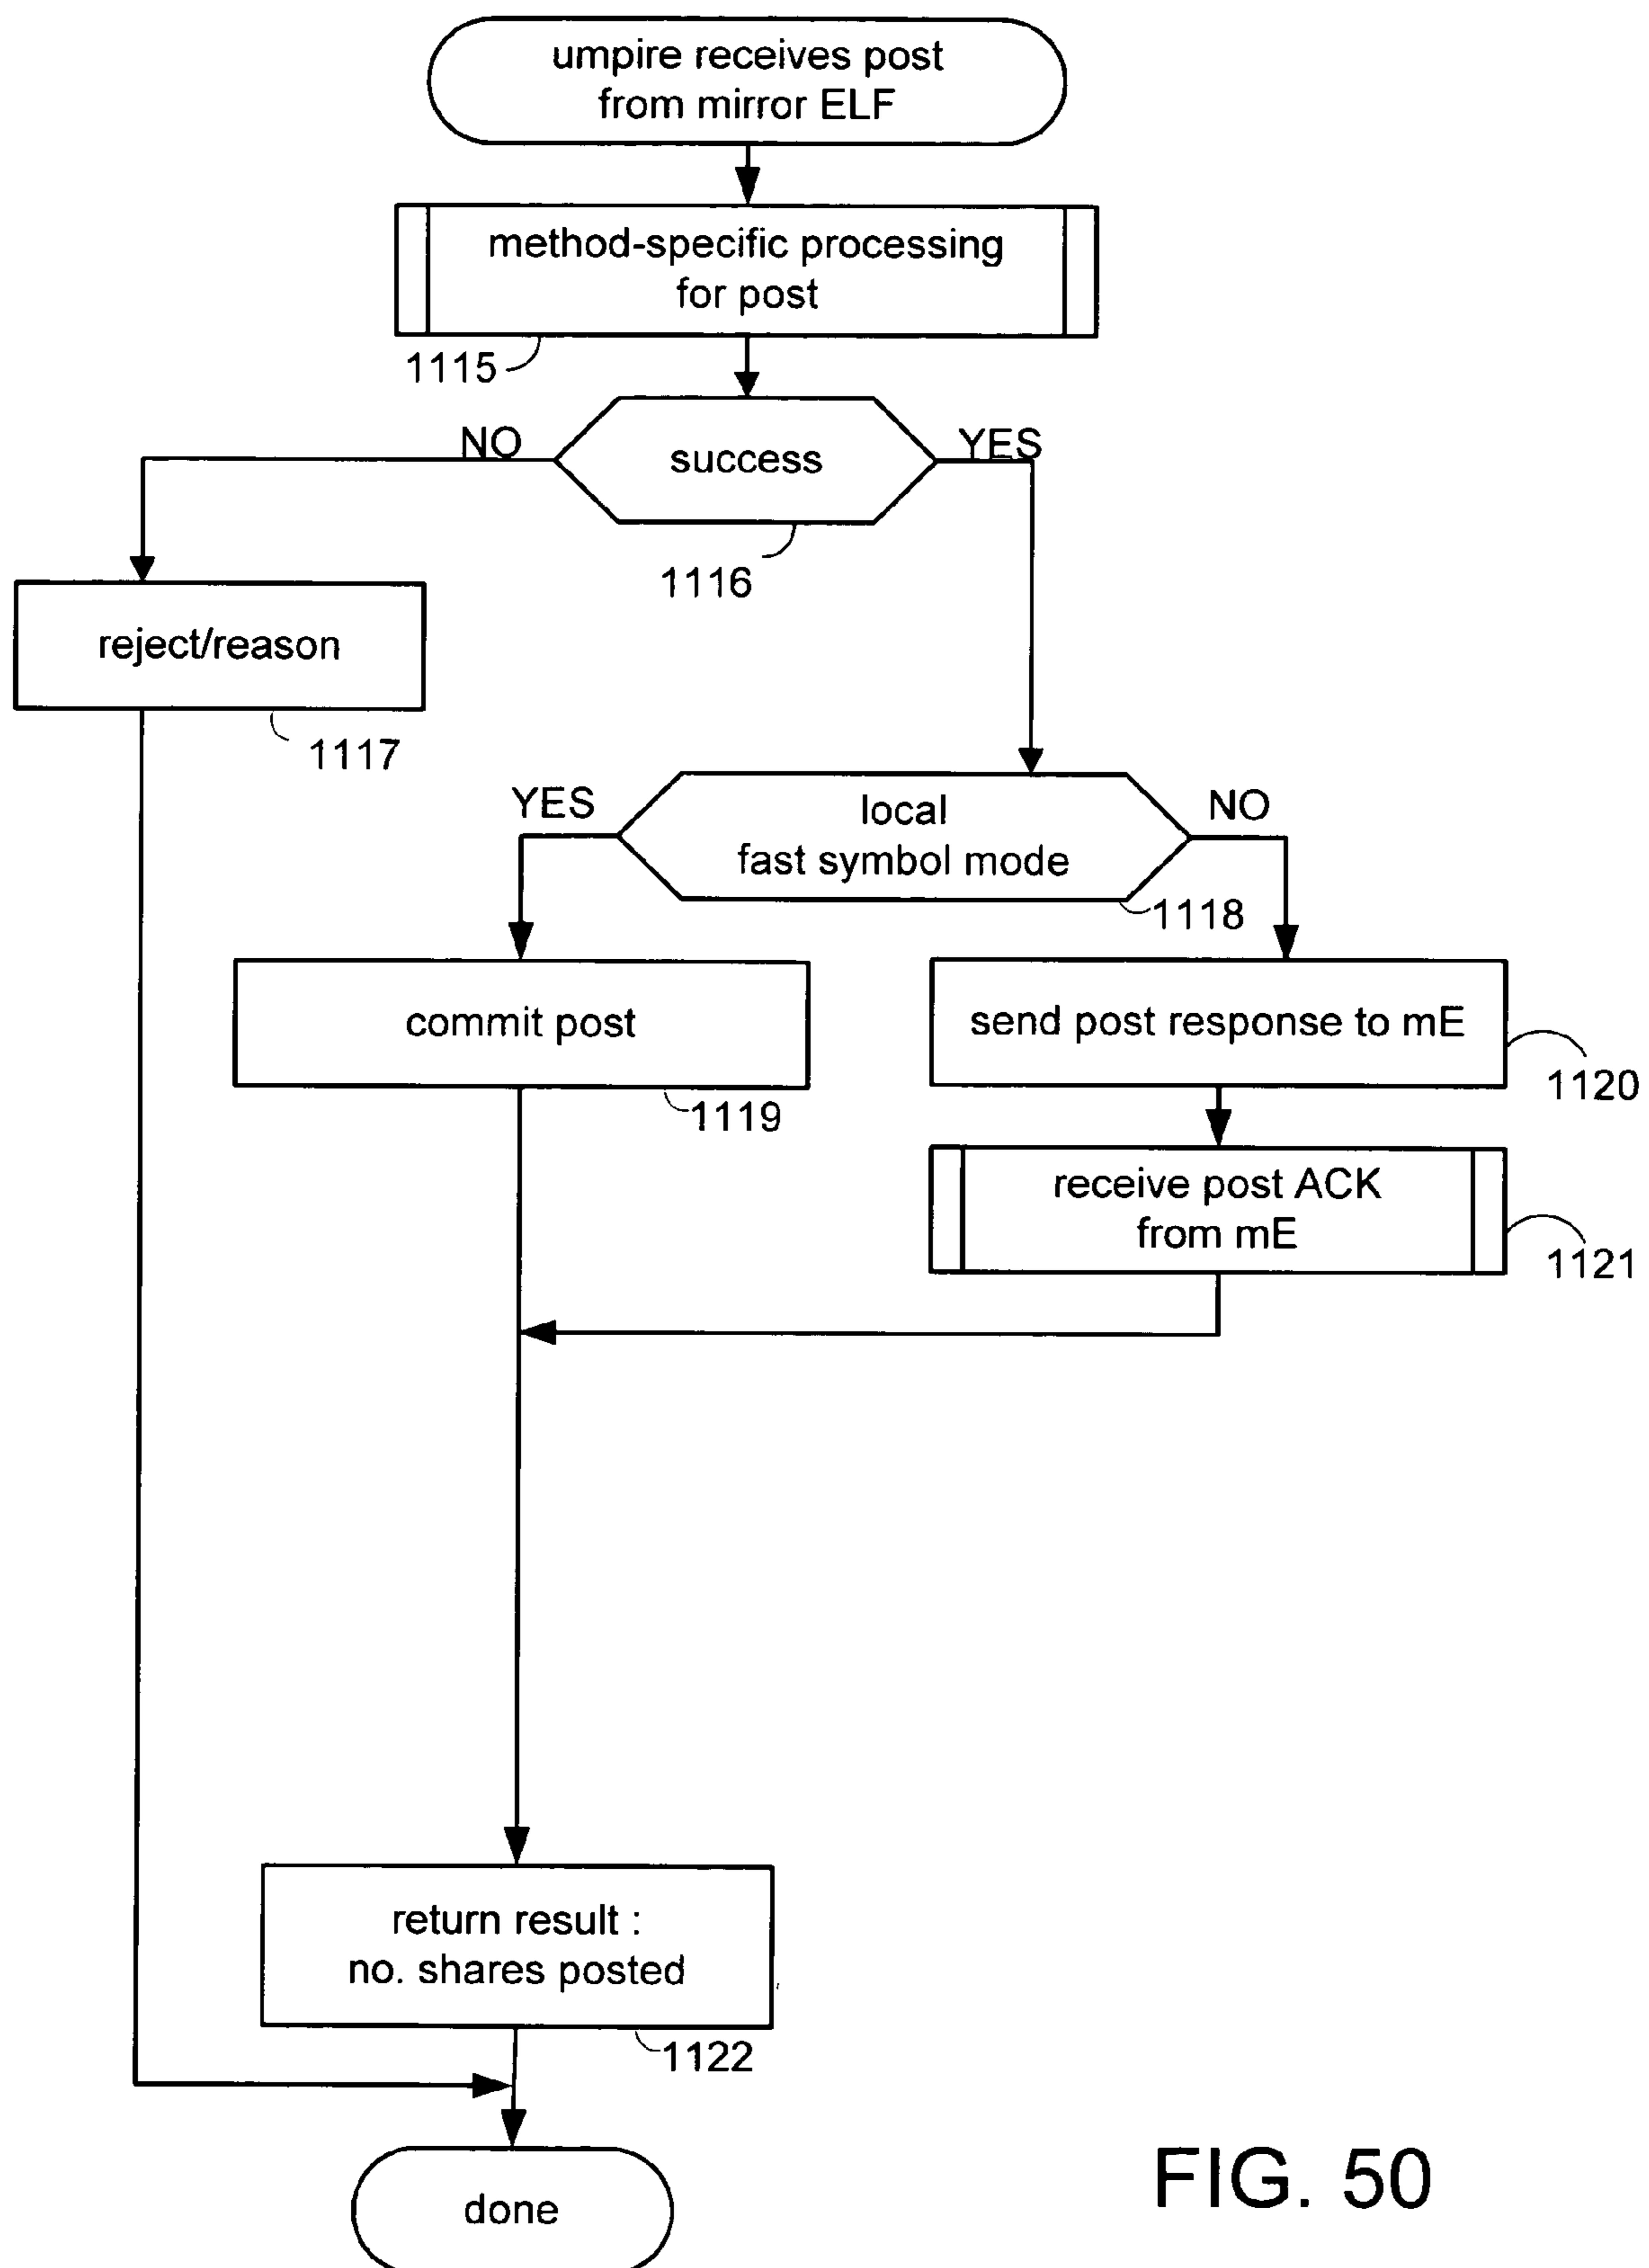 umpire receives post
from mirror ELF
method-specific processing
for post
1115
NO
YES
success
1116
reject/reason
1117
YES
local
fast symbol mode
NO
1118
commit post
1119
send post response to mE
1120
receive post ACK
from mE
1121
return result :
no. shares posted
1122
done
FIG. 50